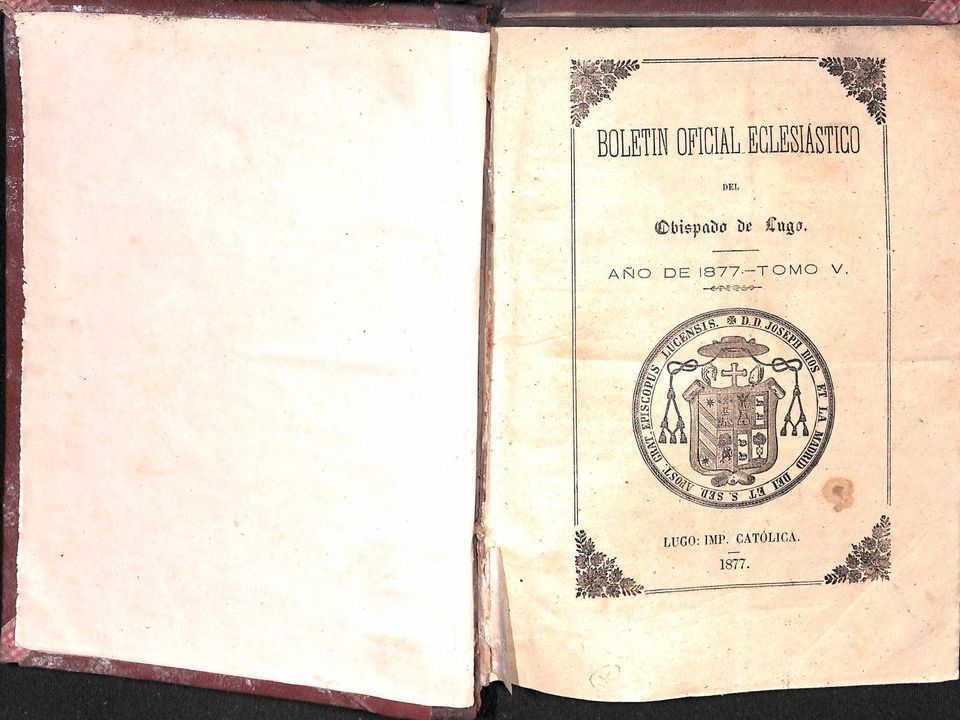 BOLETIN OFICIAL ECLESIÁSTICO
DEL
Obispado de Lugo.
AÑO DE 1877.—TOMO V.
✠ D. D. JOSEPH RIOS ET LA MADRID DEI ET S. SED. APOST. GRAT. EPISCOPUS LUCENSIS.
LUGO: IMP. CATÓLICA.
1877.